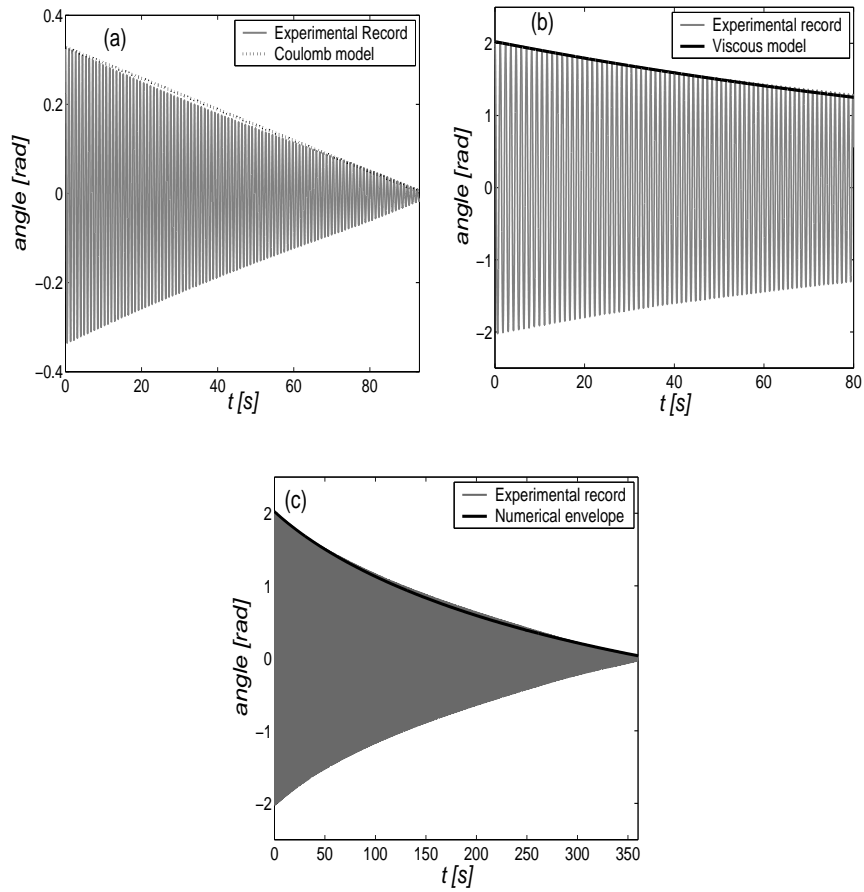 (a)
Experimental Record
Coulomb model
0.4
0.2
0
−0.2
−0.4
angle [rad]
0 20 40 60 80
t [s]
(b)
Experimental record
Viscous model
2
1
0
−1
−2
angle [rad]
0 20 40 60 80
t [s]
(c)
Experimental record
Numerical envelope
2
1
0
−1
−2
angle [rad]
0 50 100 150 200 250 300 350
t [s]